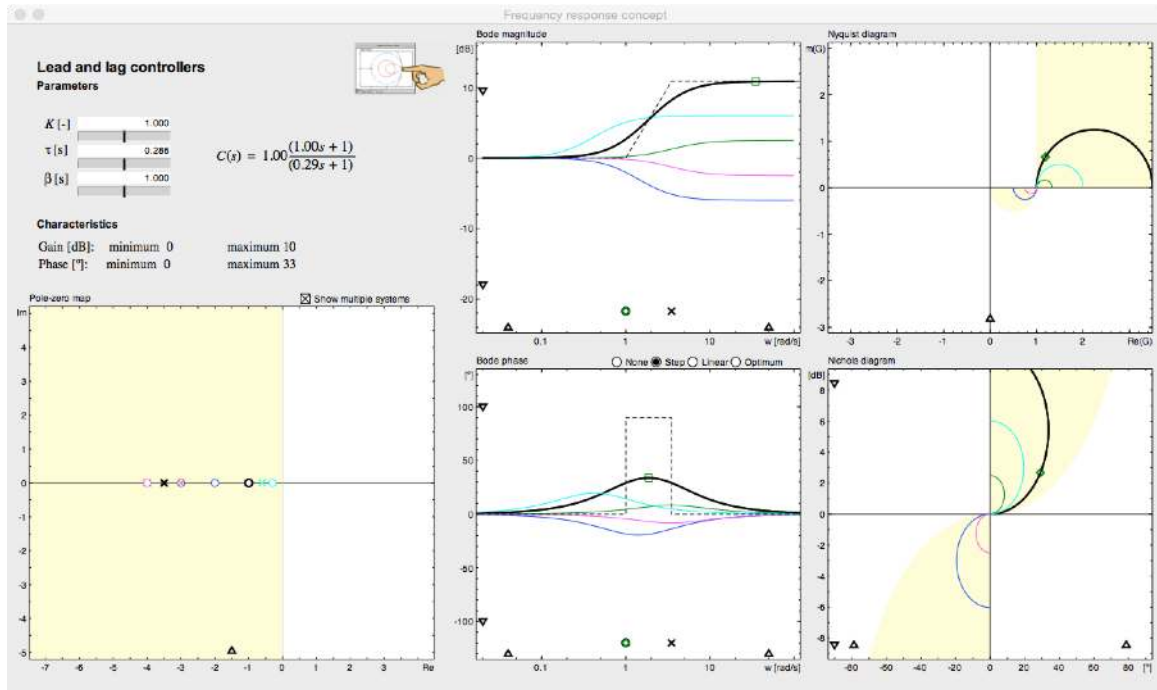 Frequency response concept
Lead and lag controllers
Parameters
K [-] 1.000
τ [s] 0.286
β [s] 1.000
C(s) = 1.00 (1.00s + 1) / (0.29s + 1)
Characteristics
Gain [dB]: minimum 0 maximum 10
Phase [º]: minimum 0 maximum 33
Bode magnitude
[dB]
10
0
-10
-20
0.1 1 10 w [rad/s]
Nyquist diagram
m(G)
2
1
0
-1
-2
-3
-3 -2 -1 0 1 2 Re(G)
Pole-zero map
Show multiple systems
Im
4
3
2
1
0
-1
-2
-3
-4
-5
-7 -6 -5 -4 -3 -2 -1 0 1 2 3 Re
Bode phase
None Step Linear Optimum
[º]
100
50
0
-50
-100
0.1 1 10 w [rad/s]
Nichols diagram
[dB]
8
6
4
2
0
-2
-4
-6
-8
-60 -40 -20 0 20 40 60 80 [º]